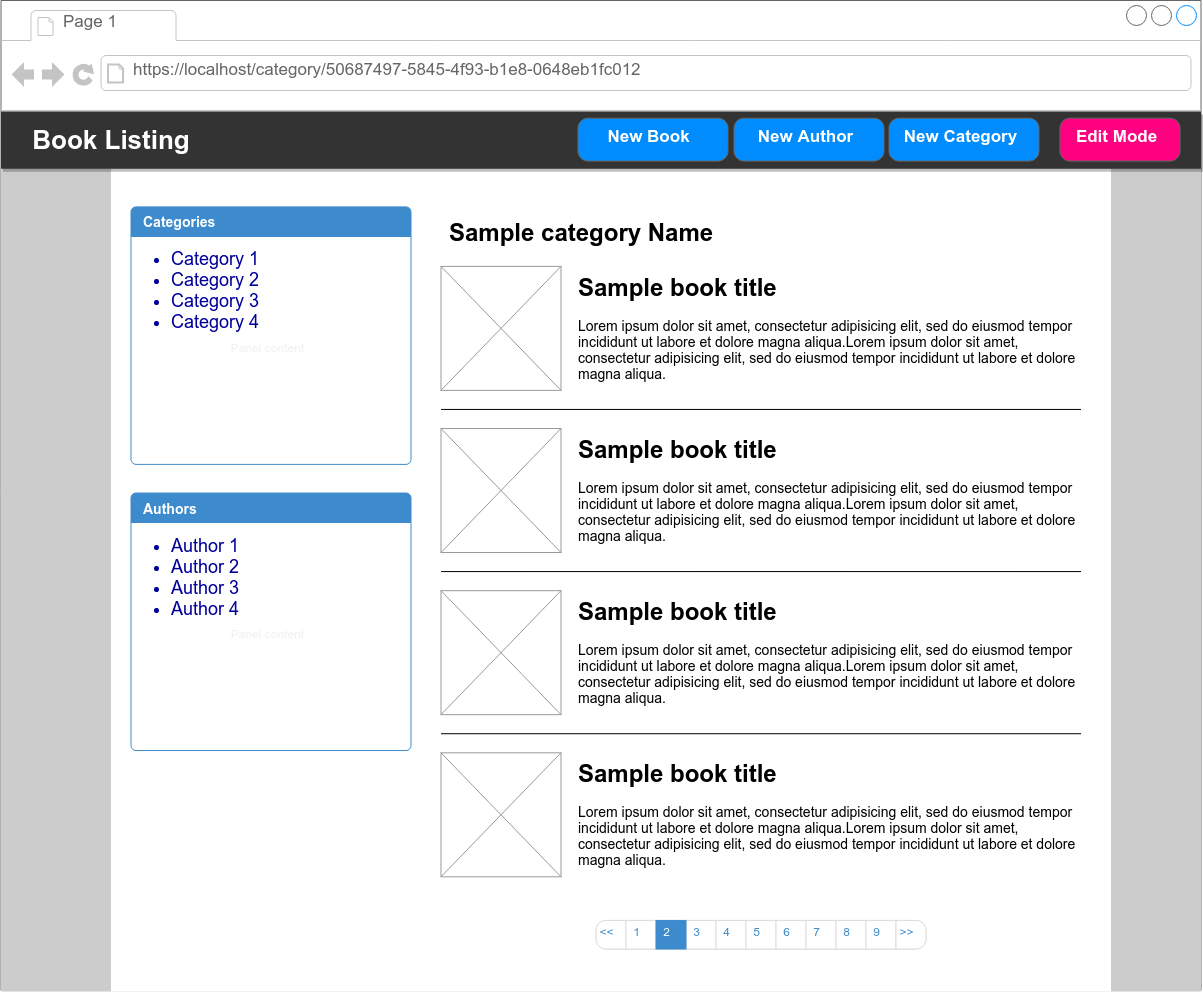 Page 1
https://localhost/category/50687497-5845-4f93-b1e8-0648eb1fc012
Book Listing
New Book
New Author
New Category
Edit Mode
Categories
Category 1
Category 2
Category 3
Category 4
Panel content
Authors
Author 1
Author 2
Author 3
Author 4
Panel content
Sample category Name
Sample book title
Lorem ipsum dolor sit amet, consectetur adipisicing elit, sed do eiusmod tempor
incididunt ut labore et dolore magna aliqua.Lorem ipsum dolor sit amet,
consectetur adipisicing elit, sed do eiusmod tempor incididunt ut labore et dolore
magna aliqua.
Sample book title
Lorem ipsum dolor sit amet, consectetur adipisicing elit, sed do eiusmod tempor
incididunt ut labore et dolore magna aliqua.Lorem ipsum dolor sit amet,
consectetur adipisicing elit, sed do eiusmod tempor incididunt ut labore et dolore
magna aliqua.
Sample book title
Lorem ipsum dolor sit amet, consectetur adipisicing elit, sed do eiusmod tempor
incididunt ut labore et dolore magna aliqua.Lorem ipsum dolor sit amet,
consectetur adipisicing elit, sed do eiusmod tempor incididunt ut labore et dolore
magna aliqua.
Sample book title
Lorem ipsum dolor sit amet, consectetur adipisicing elit, sed do eiusmod tempor
incididunt ut labore et dolore magna aliqua.Lorem ipsum dolor sit amet,
consectetur adipisicing elit, sed do eiusmod tempor incididunt ut labore et dolore
magna aliqua.
<< 1 2 3 4 5 6 7 8 9 >>